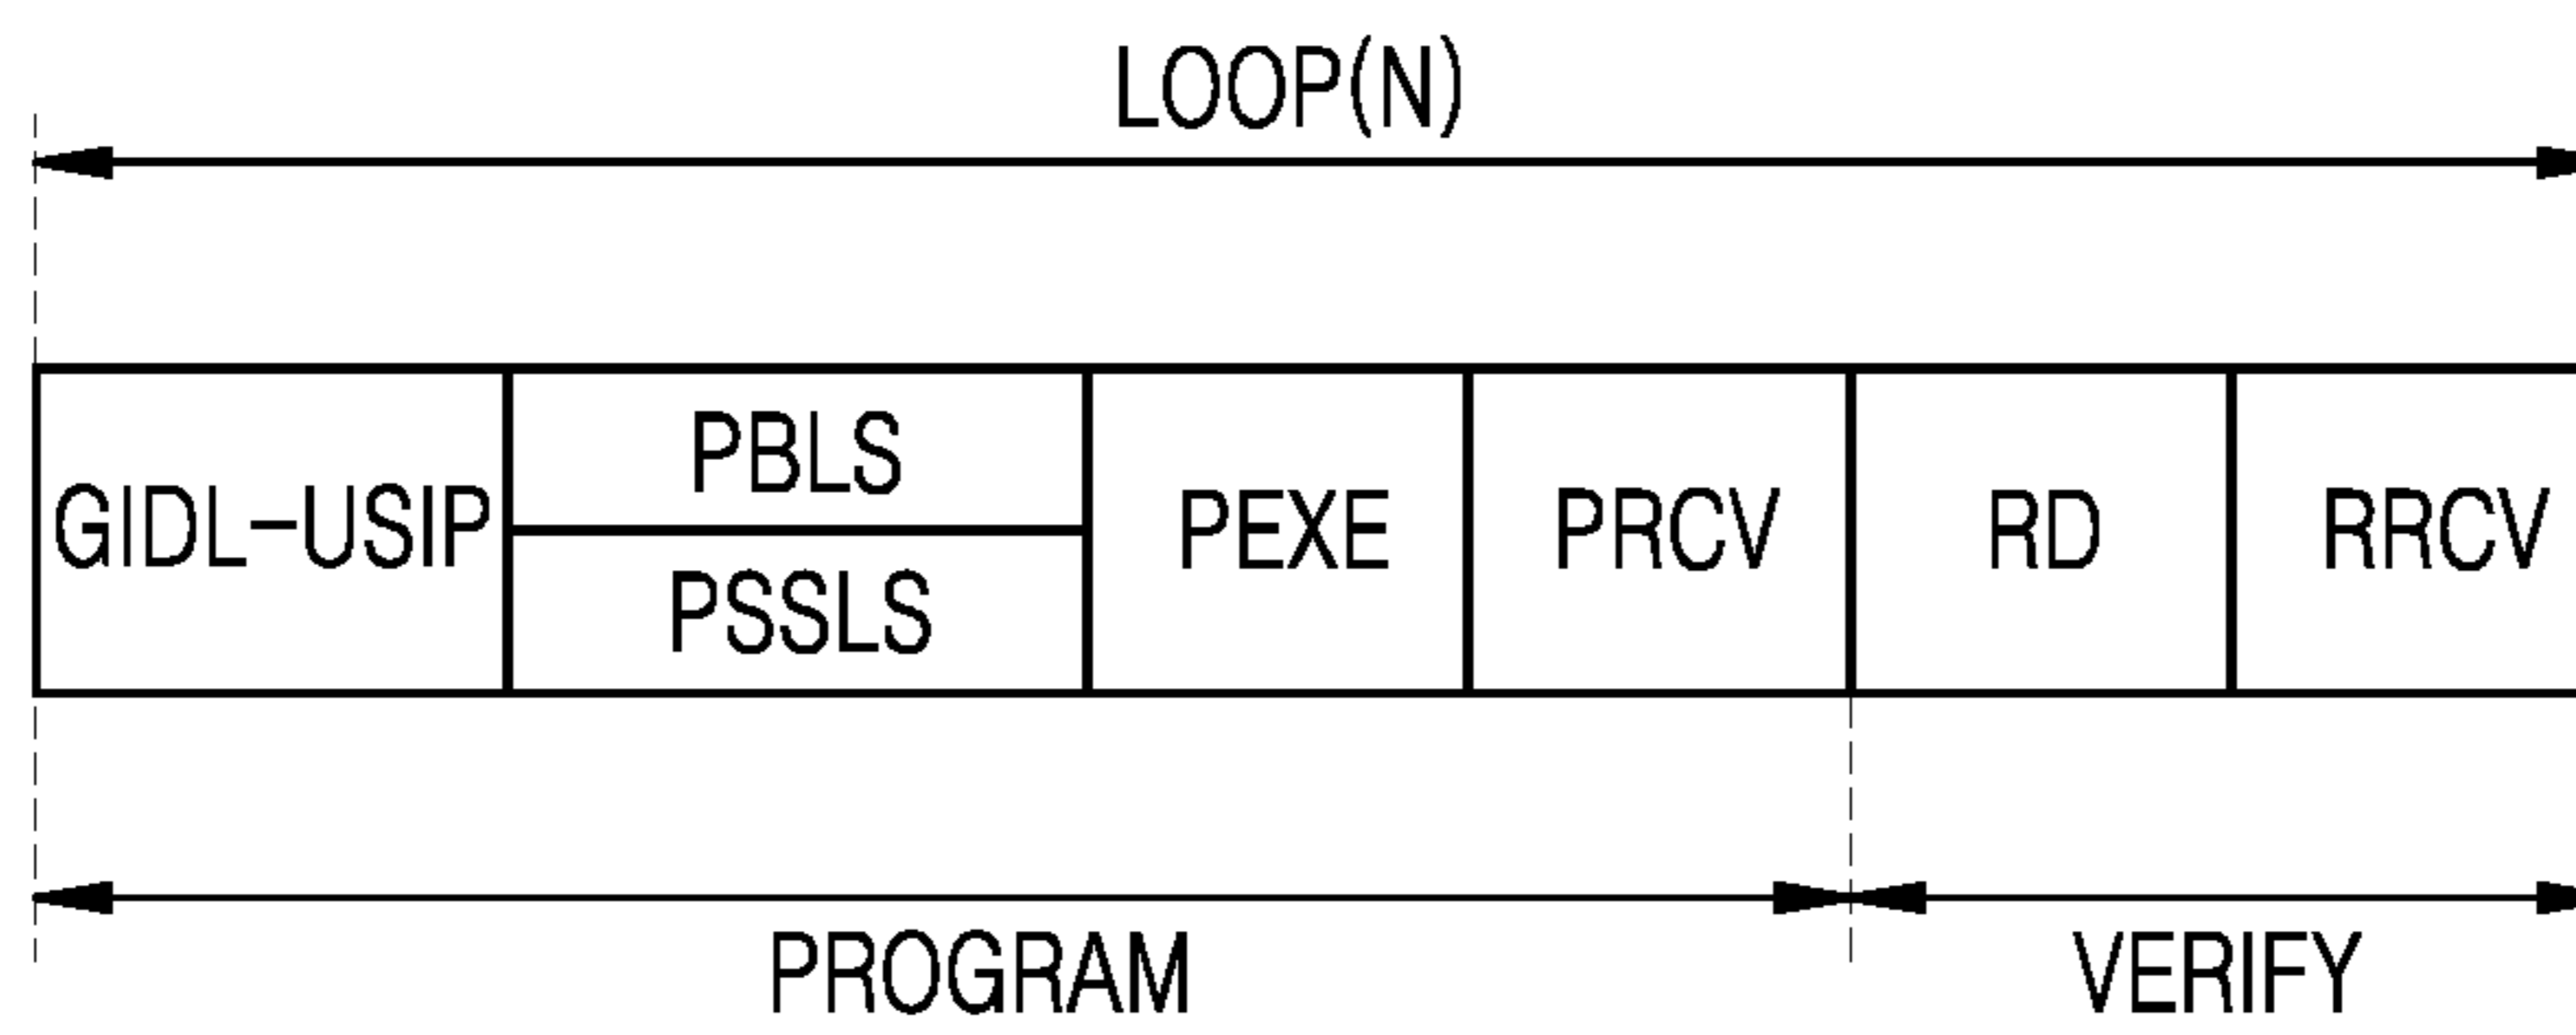 LOOP(N)
GIDL-USIP
PBLS
PSSLS
PEXE
PRCV
RD
RRCV
PROGRAM
VERIFY